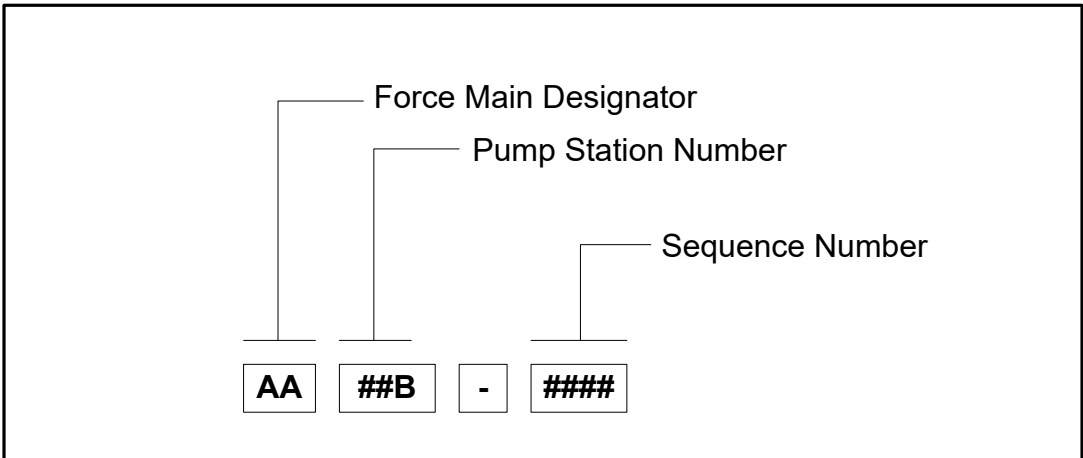 Force Main Designator
Pump Station Number
Sequence Number
AA ##B - ####